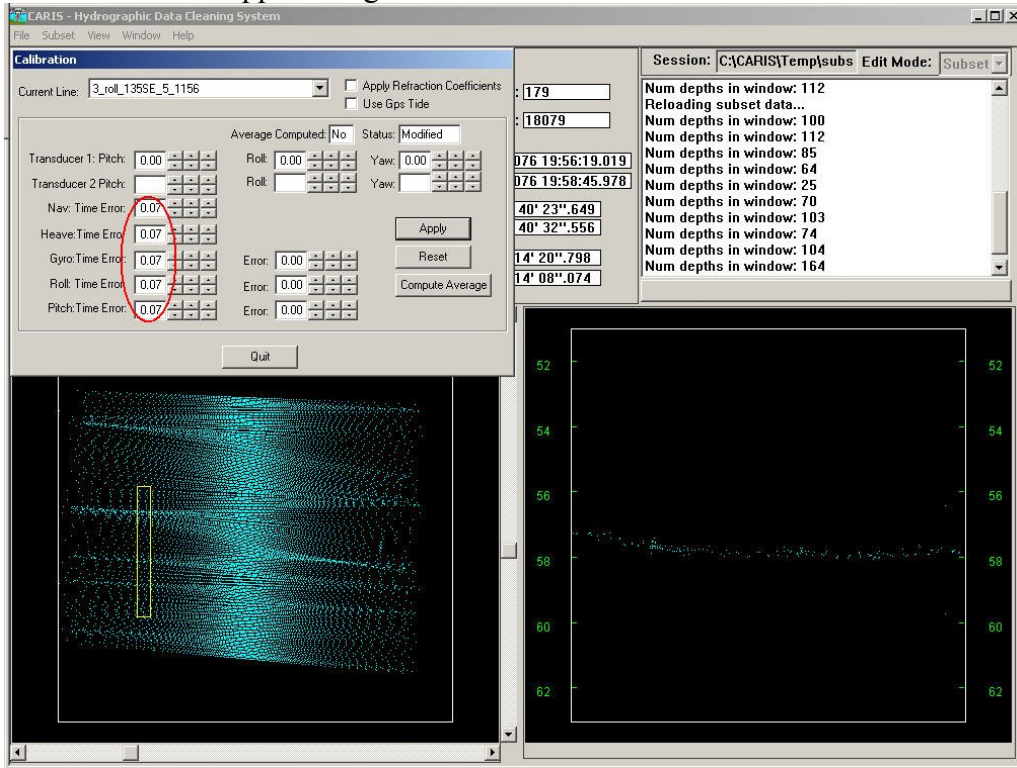 CARIS - Hydrographic Data Cleaning System
File Subset View Window Help
Calibration
Current Line: 3_roll_135SE_5_1156
Apply Refraction Coefficients
Use Gps Tide
Average Computed: No Status: Modified
Transducer 1: Pitch: 0.00 Roll: 0.00 Yaw: 0.00
Transducer 2 Pitch: Roll: Yaw:
Nav: Time Error: 0.07
Heave:Time Erro 0.07 Apply
Gyro:Time Error: 0.07 Error: 0.00 Reset
Roll: Time Error: 0.07 Error: 0.00 Compute Average
Pitch:Time Error: 0.07 Error: 0.00
Quit
: 179
: 18079
076 19:56:19.019
076 19:58:45.978
40' 23".649
40' 32".556
14' 20".798
14' 08".074
Session: C:\CARIS\Temp\subs Edit Mode: Subset
Num depths in window: 112
Reloading subset data...
Num depths in window: 100
Num depths in window: 112
Num depths in window: 85
Num depths in window: 64
Num depths in window: 25
Num depths in window: 70
Num depths in window: 103
Num depths in window: 74
Num depths in window: 104
Num depths in window: 164
52 52
54 54
56 56
58 58
60 60
62 62